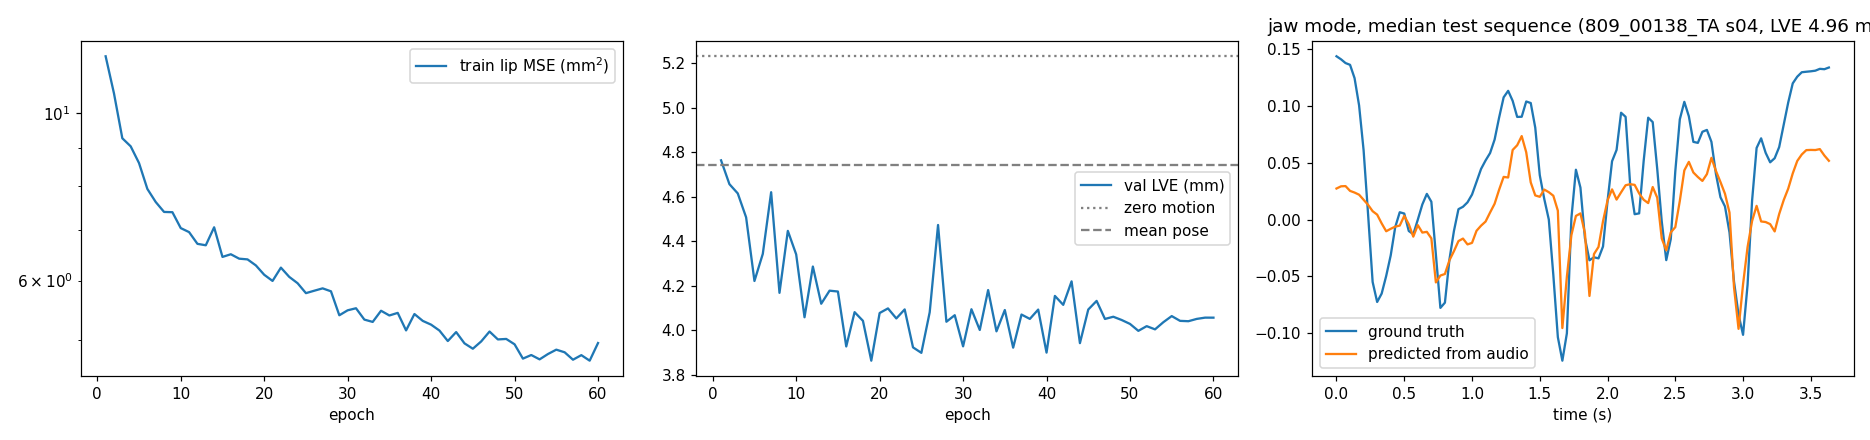 train lip MSE (mm²)
10¹
6 × 10⁰
0 10 20 30 40 50 60
epoch
5.2
5.0
4.8
4.6
4.4
4.2
4.0
3.8
val LVE (mm)
zero motion
mean pose
0 10 20 30 40 50 60
epoch
jaw mode, median test sequence (809_00138_TA s04, LVE 4.96 m
0.15
0.10
0.05
0.00
−0.05
−0.10
ground truth
predicted from audio
0.0 0.5 1.0 1.5 2.0 2.5 3.0 3.5
time (s)